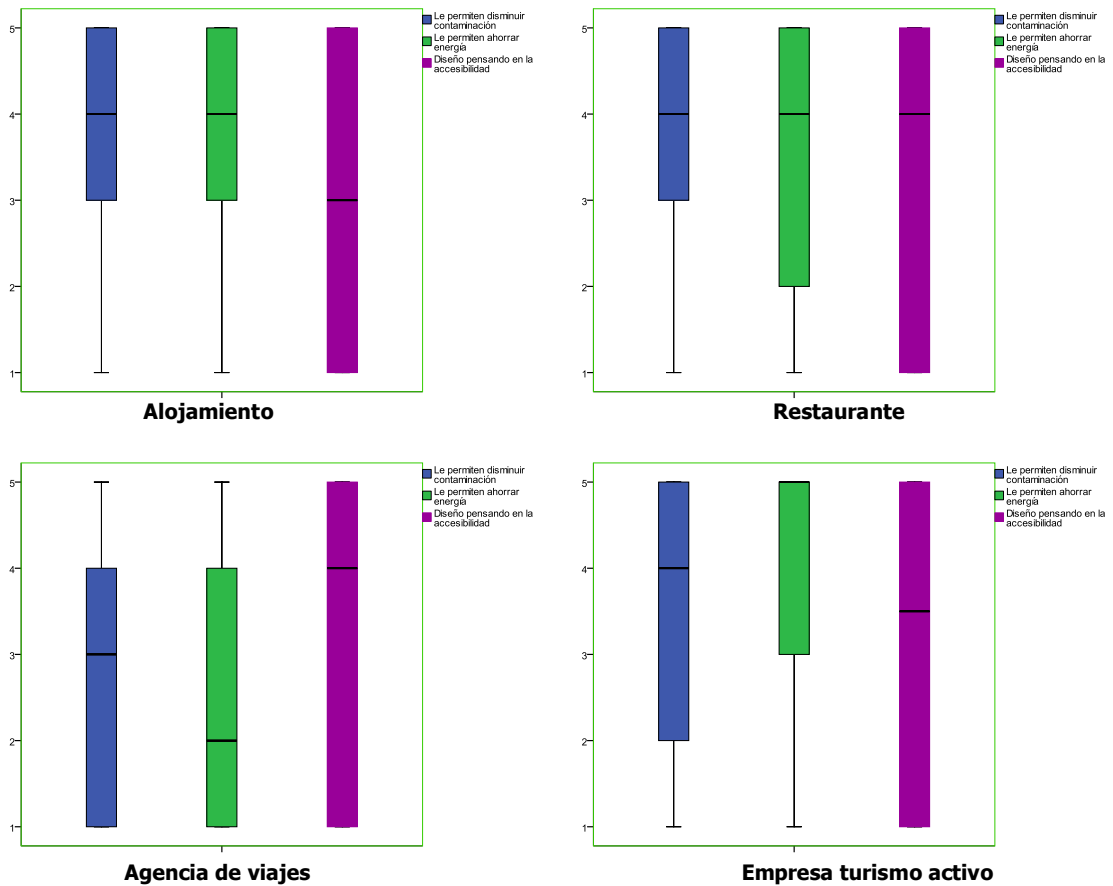 5
4
3
2
1
Le permiten disminuir
contaminación
Le permiten ahorrar
energía
Diseño pensando en la
accesibilidad
Alojamiento
5
4
3
2
1
Le permiten disminuir
contaminación
Le permiten ahorrar
energía
Diseño pensando en la
accesibilidad
Restaurante
5
4
3
2
1
Le permiten disminuir
contaminación
Le permiten ahorrar
energía
Diseño pensando en la
accesibilidad
Agencia de viajes
5
4
3
2
1
Le permiten disminuir
contaminación
Le permiten ahorrar
energía
Diseño pensando en la
accesibilidad
Empresa turismo activo